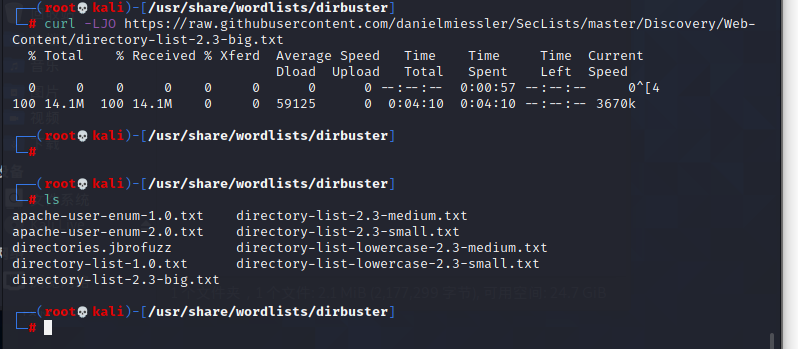 ┌──(root💀kali)-[/usr/share/wordlists/dirbuster]
└─# curl -LJO https://raw.githubusercontent.com/danielmiessler/SecLists/master/Discovery/Web-
Content/directory-list-2.3-big.txt
% Total % Received % Xferd Average Speed Time Time Time Current
Dload Upload Total Spent Left Speed
0 0 0 0 0 0 0 0 --:--:-- 0:00:57 --:--:-- 0^[4
100 14.1M 100 14.1M 0 0 59125 0 0:04:10 0:04:10 --:--:-- 3670k
┌──(root💀kali)-[/usr/share/wordlists/dirbuster]
└─#
┌──(root💀kali)-[/usr/share/wordlists/dirbuster]
└─# ls
apache-user-enum-1.0.txt directory-list-2.3-medium.txt
apache-user-enum-2.0.txt directory-list-2.3-small.txt
directories.jbrofuzz directory-list-lowercase-2.3-medium.txt
directory-list-1.0.txt directory-list-lowercase-2.3-small.txt
directory-list-2.3-big.txt
┌──(root💀kali)-[/usr/share/wordlists/dirbuster]
└─#